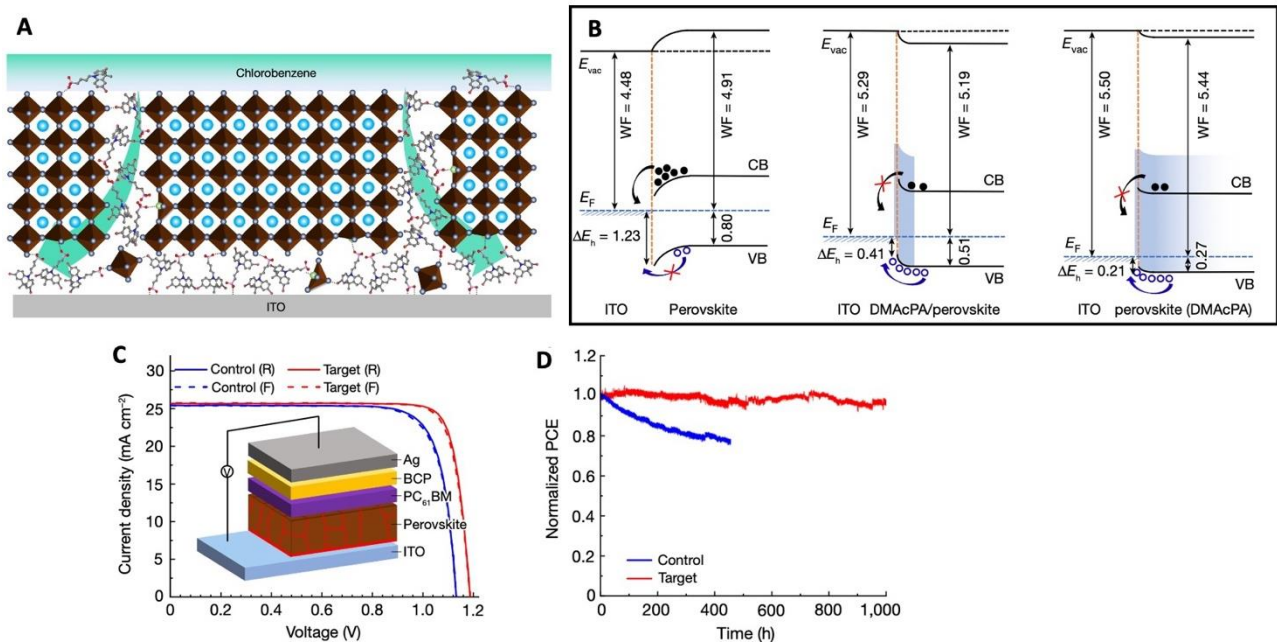 A
Chlorobenzene
ITO
B
Evac
WF = 4.48
WF = 4.91
CB
EF
ΔEh = 1.23
0.80
VB
ITO Perovskite
Evac
WF = 5.29
WF = 5.19
CB
EF
ΔEh = 0.41
0.51
VB
ITO DMAcPA/perovskite
Evac
WF = 5.50
WF = 5.44
CB
EF
ΔEh = 0.21
0.27
VB
ITO perovskite (DMAcPA)
C
Control (R) Target (R)
Control (F) Target (F)
Current density (mA cm−2)
30
25
20
15
10
5
0
V
Ag
BCP
PC61BM
Perovskite
ITO
0 0.2 0.4 0.6 0.8 1.0 1.2
Voltage (V)
D
Normalized PCE
1.2
1.0
0.8
0.6
0.4
0.2
0
Control
Target
0 200 400 600 800 1,000
Time (h)